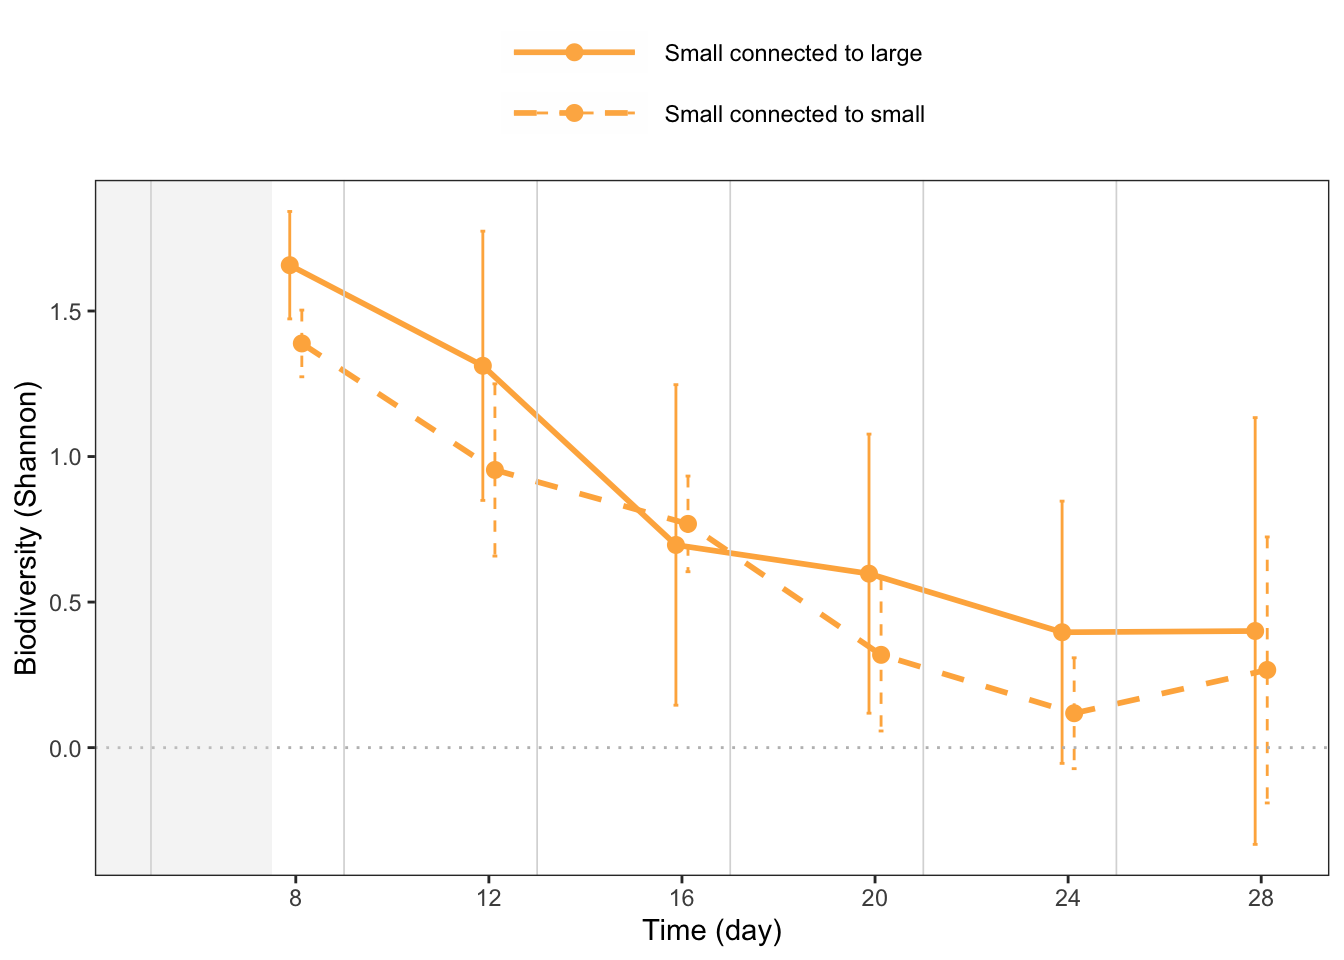 Small connected to large
Small connected to small
Biodiversity (Shannon)
1.5
1.0
0.5
0.0
8 12 16 20 24 28
Time (day)